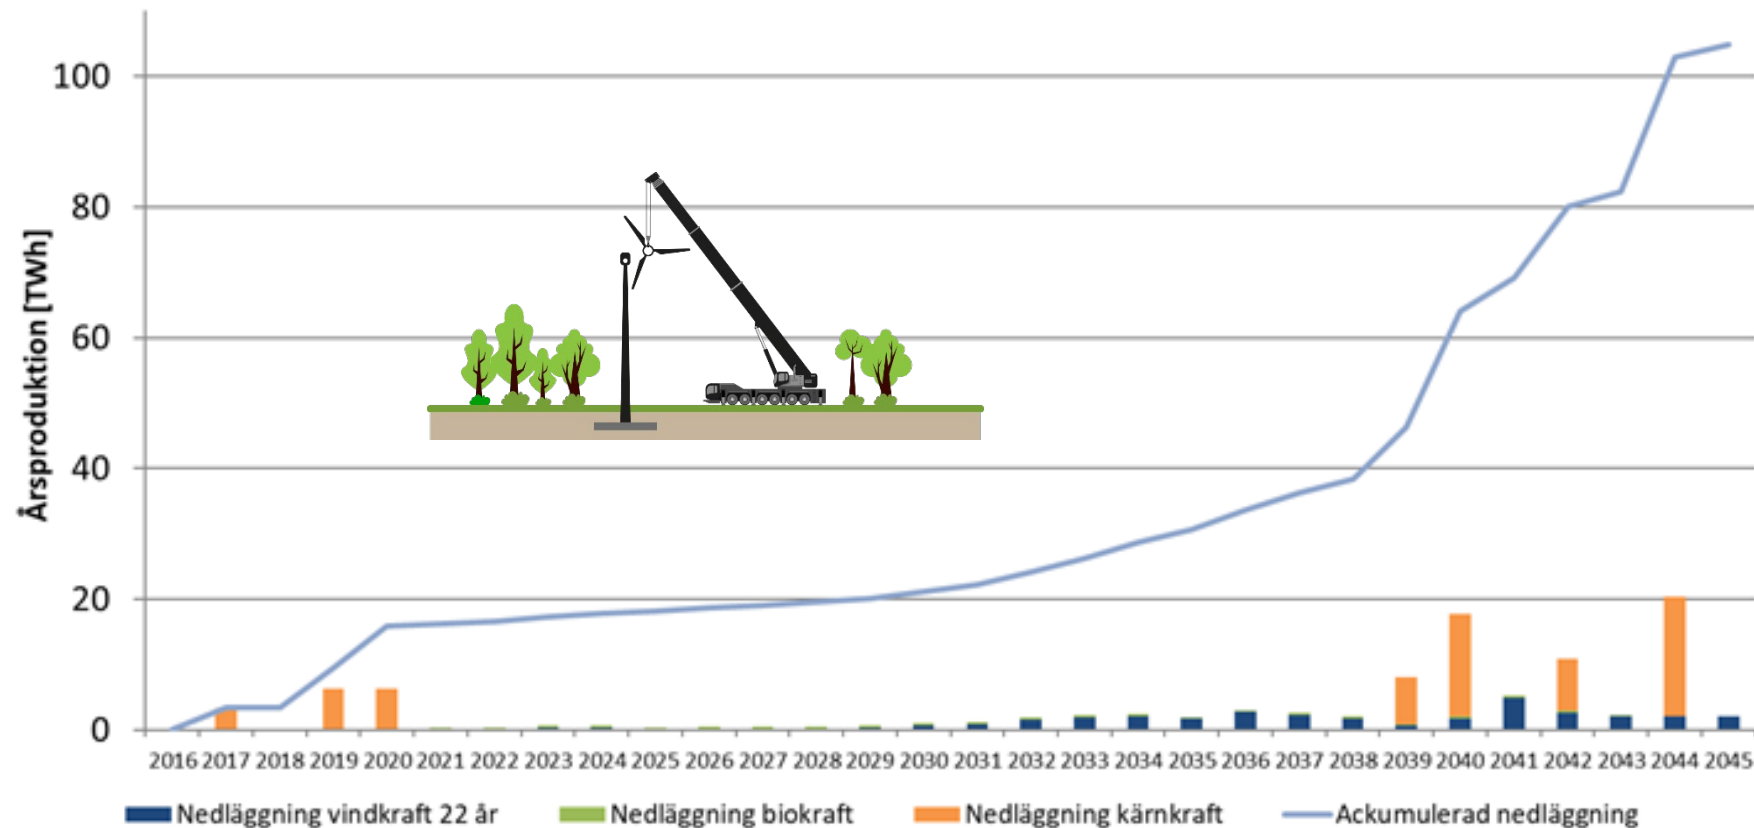 Årsproduktion [TWh]
100
80
60
40
20
0
2016 2017 2018 2019 2020 2021 2022 2023 2024 2025 2026 2027 2028 2029 2030 2031 2032 2033 2034 2035 2036 2037 2038 2039 2040 2041 2042 2043 2044 2045
Nedläggning vindkraft 22 år Nedläggning biokraft Nedläggning kärnkraft Ackumulerad nedläggning